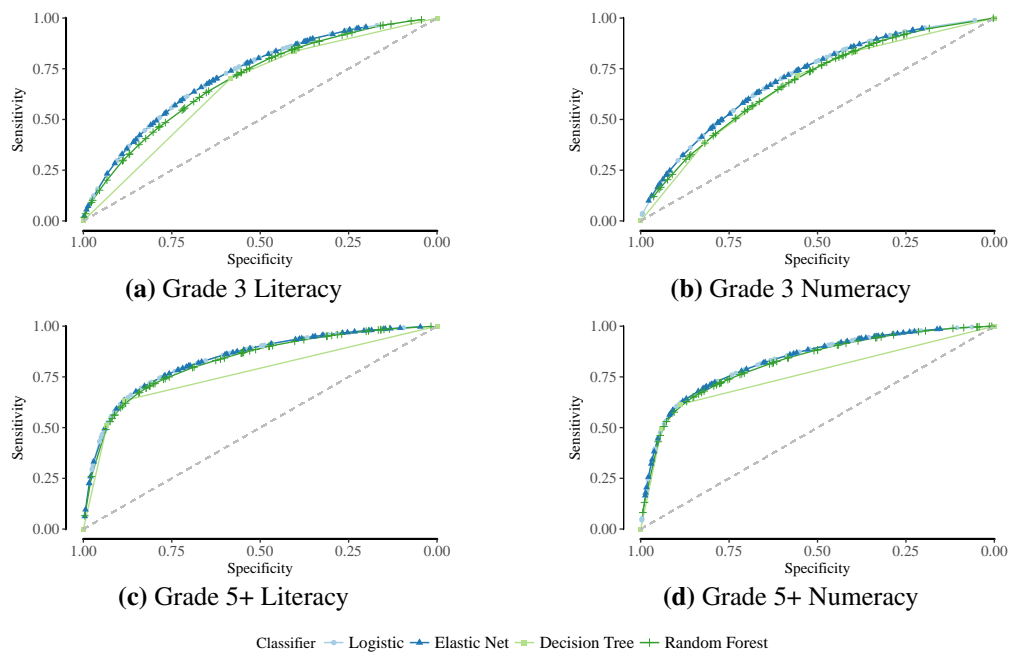 1.00
1.00
0.75
0.75
Sensitivity
0.50
Sensitivity
0.50
0.25
0.25
0.00
0.00
1.00 0.75 0.50 0.25 0.00
1.00 0.75 0.50 0.25 0.00
Specificity
Specificity
(a) Grade 3 Literacy
(b) Grade 3 Numeracy
1.00
1.00
0.75
0.75
Sensitivity
0.50
Sensitivity
0.50
0.25
0.25
0.00
0.00
1.00 0.75 0.50 0.25 0.00
1.00 0.75 0.50 0.25 0.00
Specificity
Specificity
(c) Grade 5+ Literacy
(d) Grade 5+ Numeracy
Classifier Logistic Elastic Net Decision Tree Random Forest